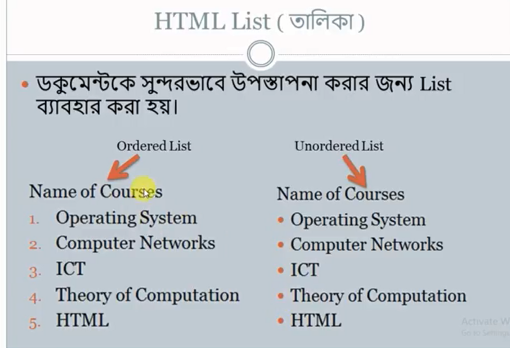 HTML List ( তালিকা )
• ডকুমেন্টকে সুন্দরভাবে উপস্তাপনা করার জন্য List
ব্যাবহার করা হয়।
Ordered List
Name of Courses
1. Operating System
2. Computer Networks
3. ICT
4. Theory of Computation
5. HTML
Unordered List
Name of Courses
• Operating System
• Computer Networks
• ICT
• Theory of Computation
• HTML
Activate W